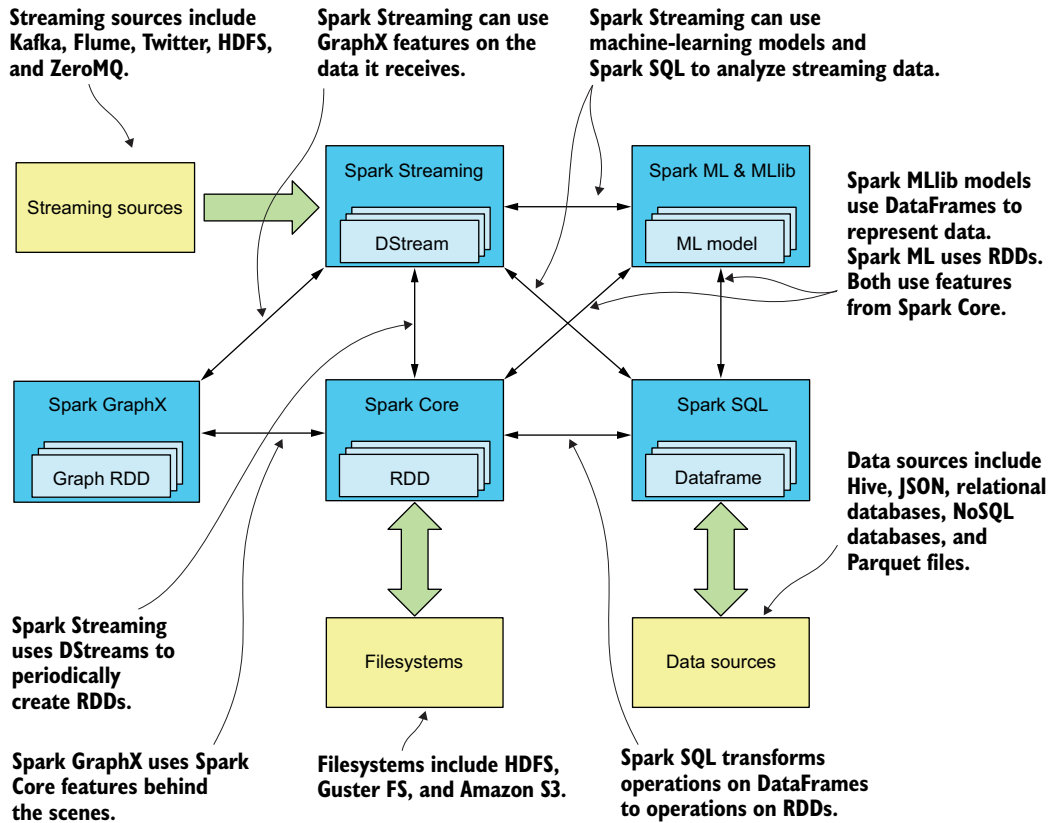 Streaming sources include
Kafka, Flume, Twitter, HDFS,
and ZeroMQ.
Spark Streaming can use
GraphX features on the
data it receives.
Spark Streaming can use
machine-learning models and
Spark SQL to analyze streaming data.
Streaming sources
Spark Streaming
DStream
Spark ML & MLlib
ML model
Spark MLlib models
use DataFrames to
represent data.
Spark ML uses RDDs.
Both use features
from Spark Core.
Spark GraphX
Graph RDD
Spark Core
RDD
Spark SQL
Dataframe
Data sources include
Hive, JSON, relational
databases, NoSQL
databases, and
Parquet files.
Spark Streaming
uses DStreams to
periodically
create RDDs.
Filesystems
Data sources
Spark GraphX uses Spark
Core features behind
the scenes.
Filesystems include HDFS,
Guster FS, and Amazon S3.
Spark SQL transforms
operations on DataFrames
to operations on RDDs.